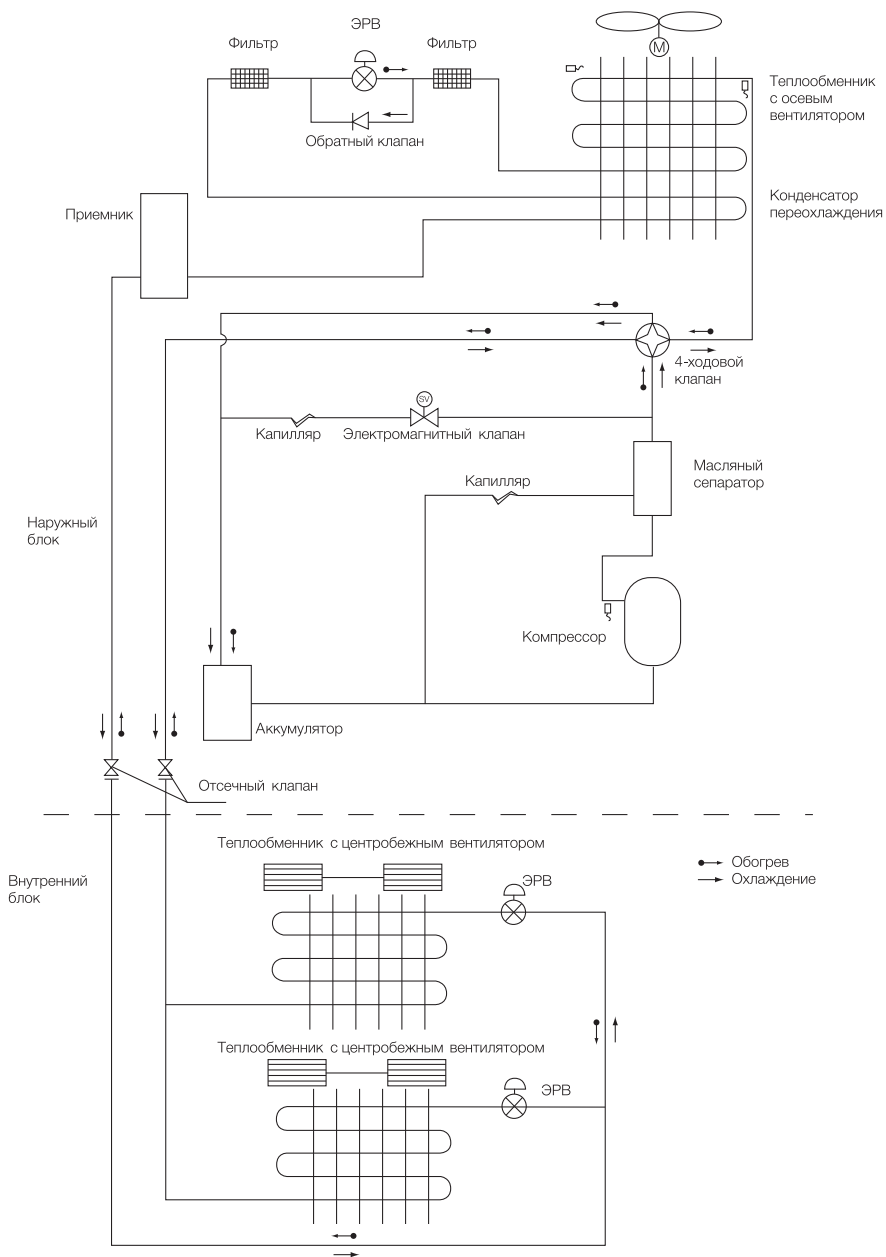 ЭРВ
Фильтр
Фильтр
M
Обратный клапан
Теплообменник
с осевым
вентилятором
Приемник
Конденсатор
переохлаждения
4-ходовой
клапан
SV
Капилляр
Электромагнитный клапан
Масляный
сепаратор
Капилляр
Наружный
блок
Компрессор
Аккумулятор
Отсечный клапан
Теплообменник с центробежным вентилятором
Обогрев
Охлаждение
Внутренний
блок
ЭРВ
Теплообменник с центробежным вентилятором
ЭРВ